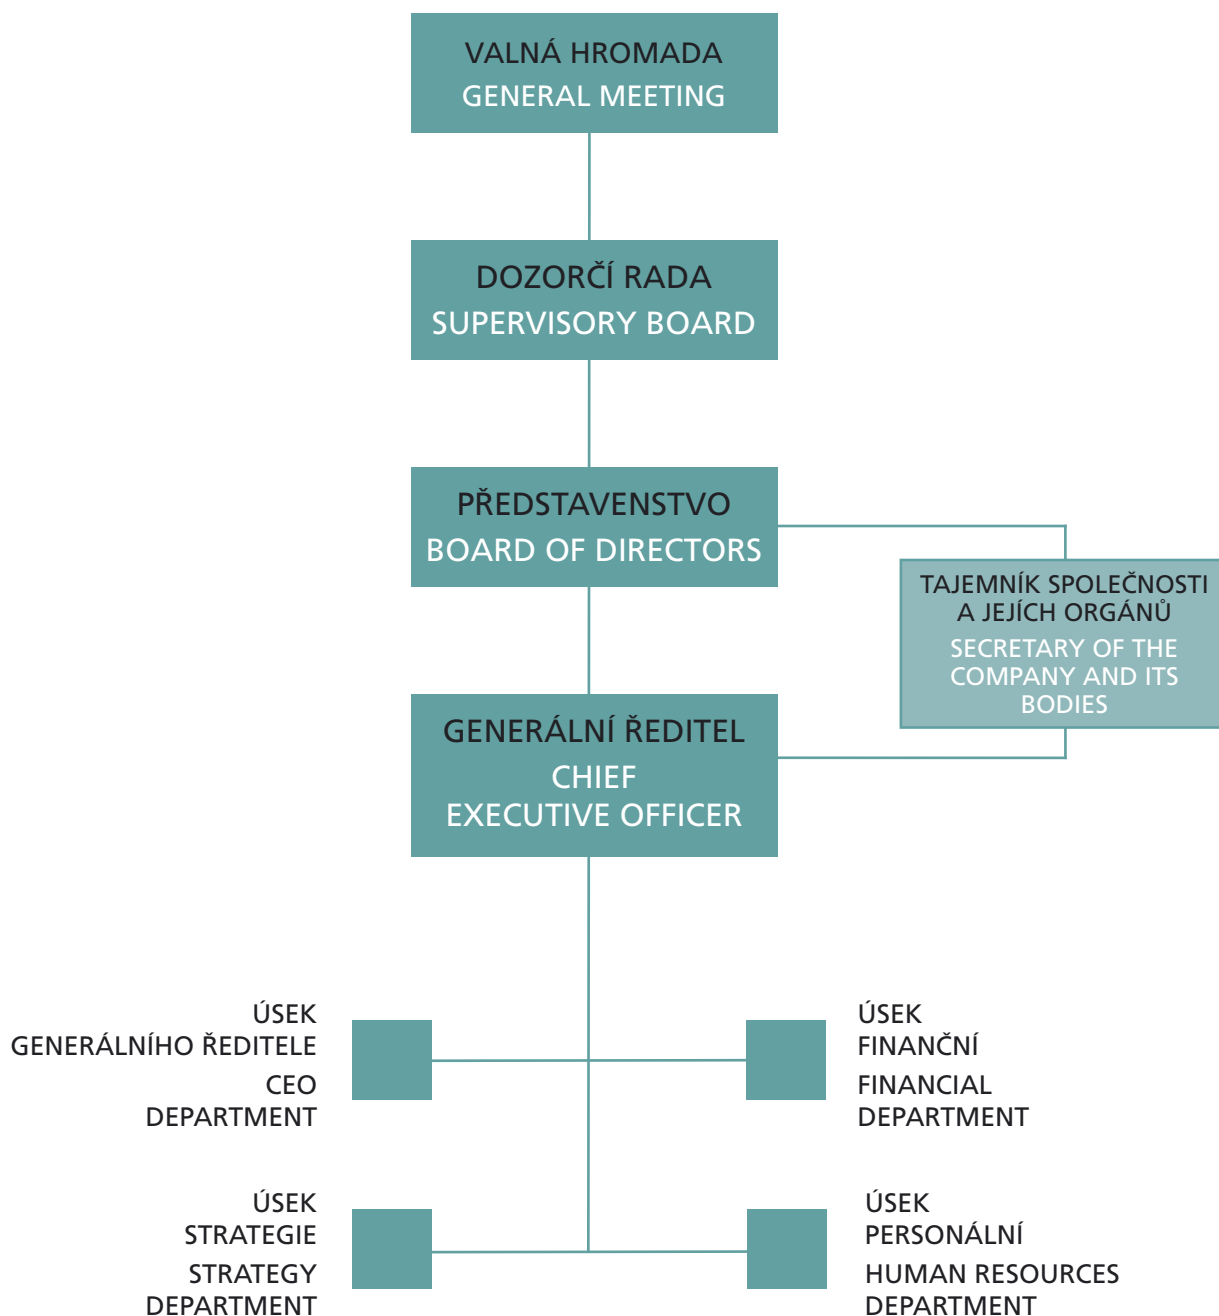 VALNÁ HROMADA
GENERAL MEETING
DOZORČÍ RADA
SUPERVISORY BOARD
PŘEDSTAVENSTVO
BOARD OF DIRECTORS
TAJEMNÍK SPOLEČNOSTI
A JEJÍCH ORGÁNŮ
SECRETARY OF THE
COMPANY AND ITS
BODIES
GENERÁLNÍ ŘEDITEL
CHIEF
EXECUTIVE OFFICER
ÚSEK
GENERÁLNÍHO ŘEDITELE
CEO
DEPARTMENT
ÚSEK
FINANČNÍ
FINANCIAL
DEPARTMENT
ÚSEK
STRATEGIE
STRATEGY
DEPARTMENT
ÚSEK
PERSONÁLNÍ
HUMAN RESOURCES
DEPARTMENT